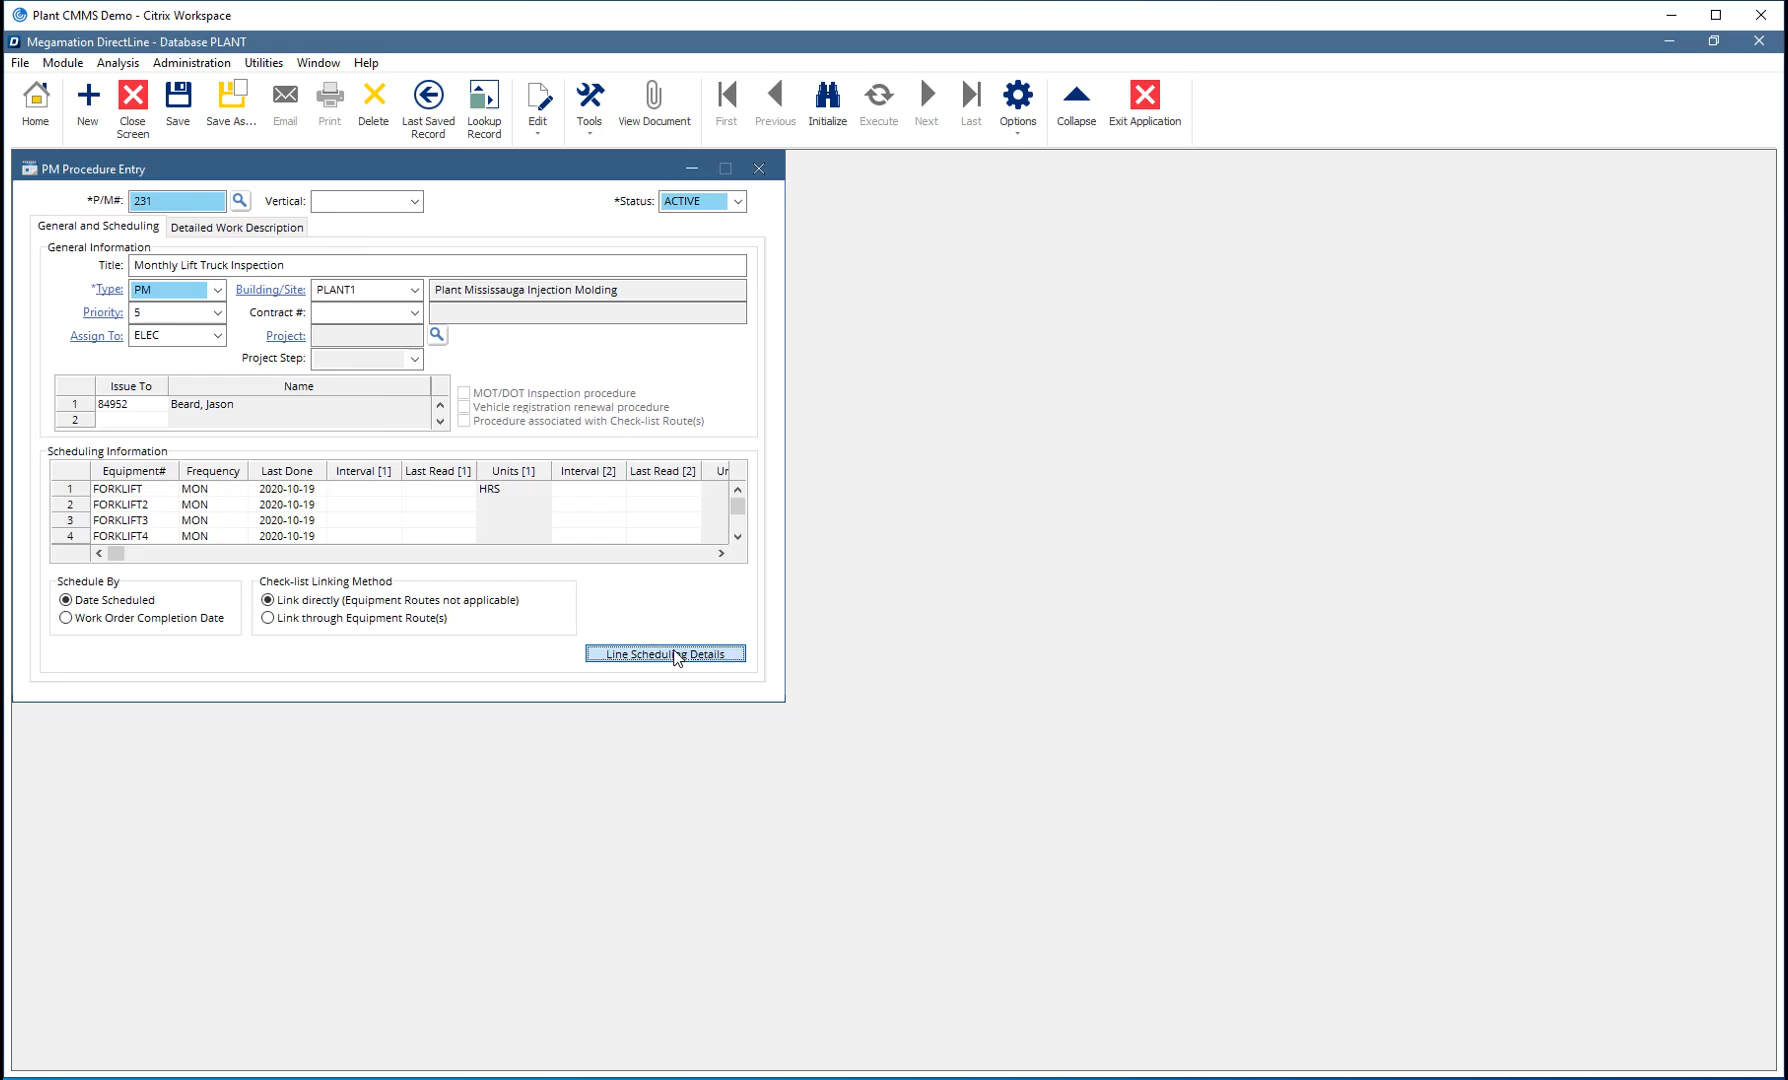 Plant CMMS Demo - Citrix Workspace
Megamation DirectLine - Database PLANT
File Module Analysis Administration Utilities Window Help
Home New Close Screen Save Save As... Email Print Delete Last Saved Record Lookup Record Edit Tools View Document First Previous Initialize Execute Next Last Options Collapse Exit Application
PM Procedure Entry
*P/M#: 231 Vertical: *Status: ACTIVE
General and Scheduling Detailed Work Description
General Information
Title: Monthly Lift Truck Inspection
*Type: PM Building/Site: PLANT1 Plant Mississauga Injection Molding
Priority: 5 Contract #:
Assign To: ELEC Project:
Project Step:
Issue To Name
1 84952 Beard, Jason
2
MOT/DOT Inspection procedure
Vehicle registration renewal procedure
Procedure associated with Check-list Route(s)
Scheduling Information
Equipment# Frequency Last Done Interval [1] Last Read [1] Units [1] Interval [2] Last Read [2] Ur
1 FORKLIFT MON 2020-10-19 HRS
2 FORKLIFT2 MON 2020-10-19
3 FORKLIFT3 MON 2020-10-19
4 FORKLIFT4 MON 2020-10-19
Schedule By Check-list Linking Method
Date Scheduled Link directly (Equipment Routes not applicable)
Work Order Completion Date Link through Equipment Route(s)
Line Scheduling Details